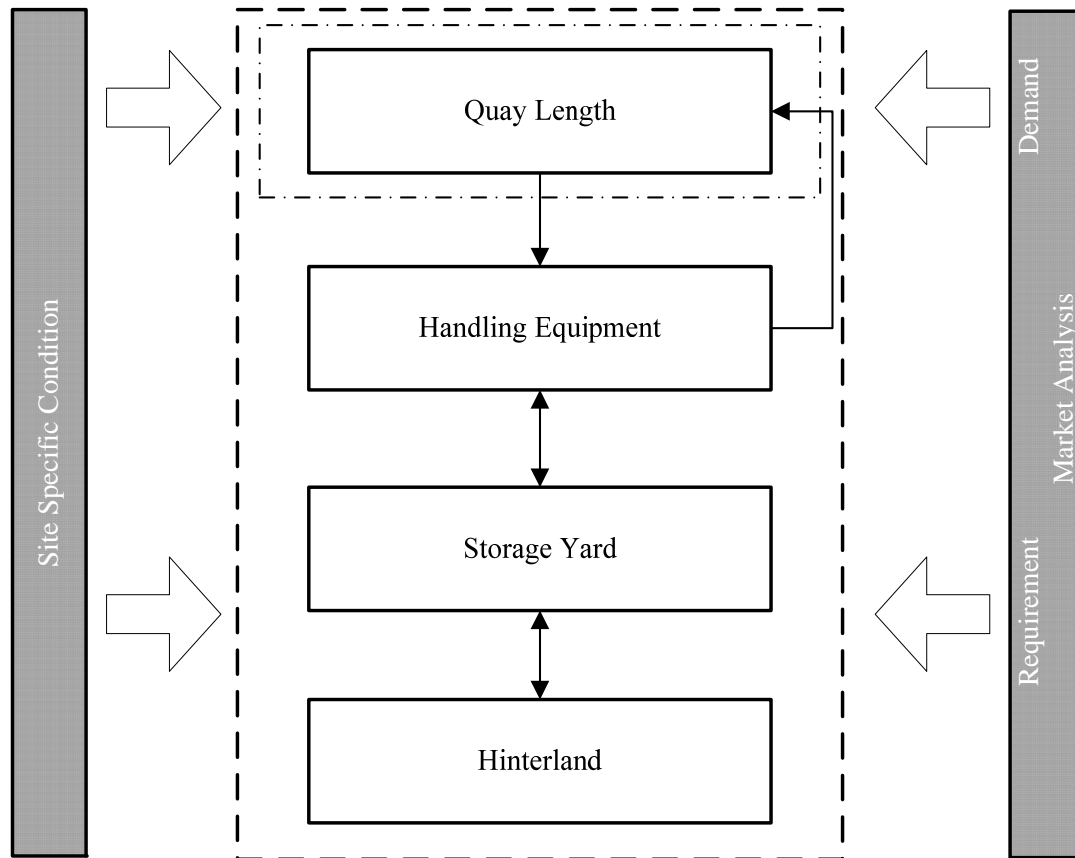 Quay Length
Handling Equipment
Storage Yard
Hinterland
Site Specific Condition
Demand
Market Analysis
Requirement